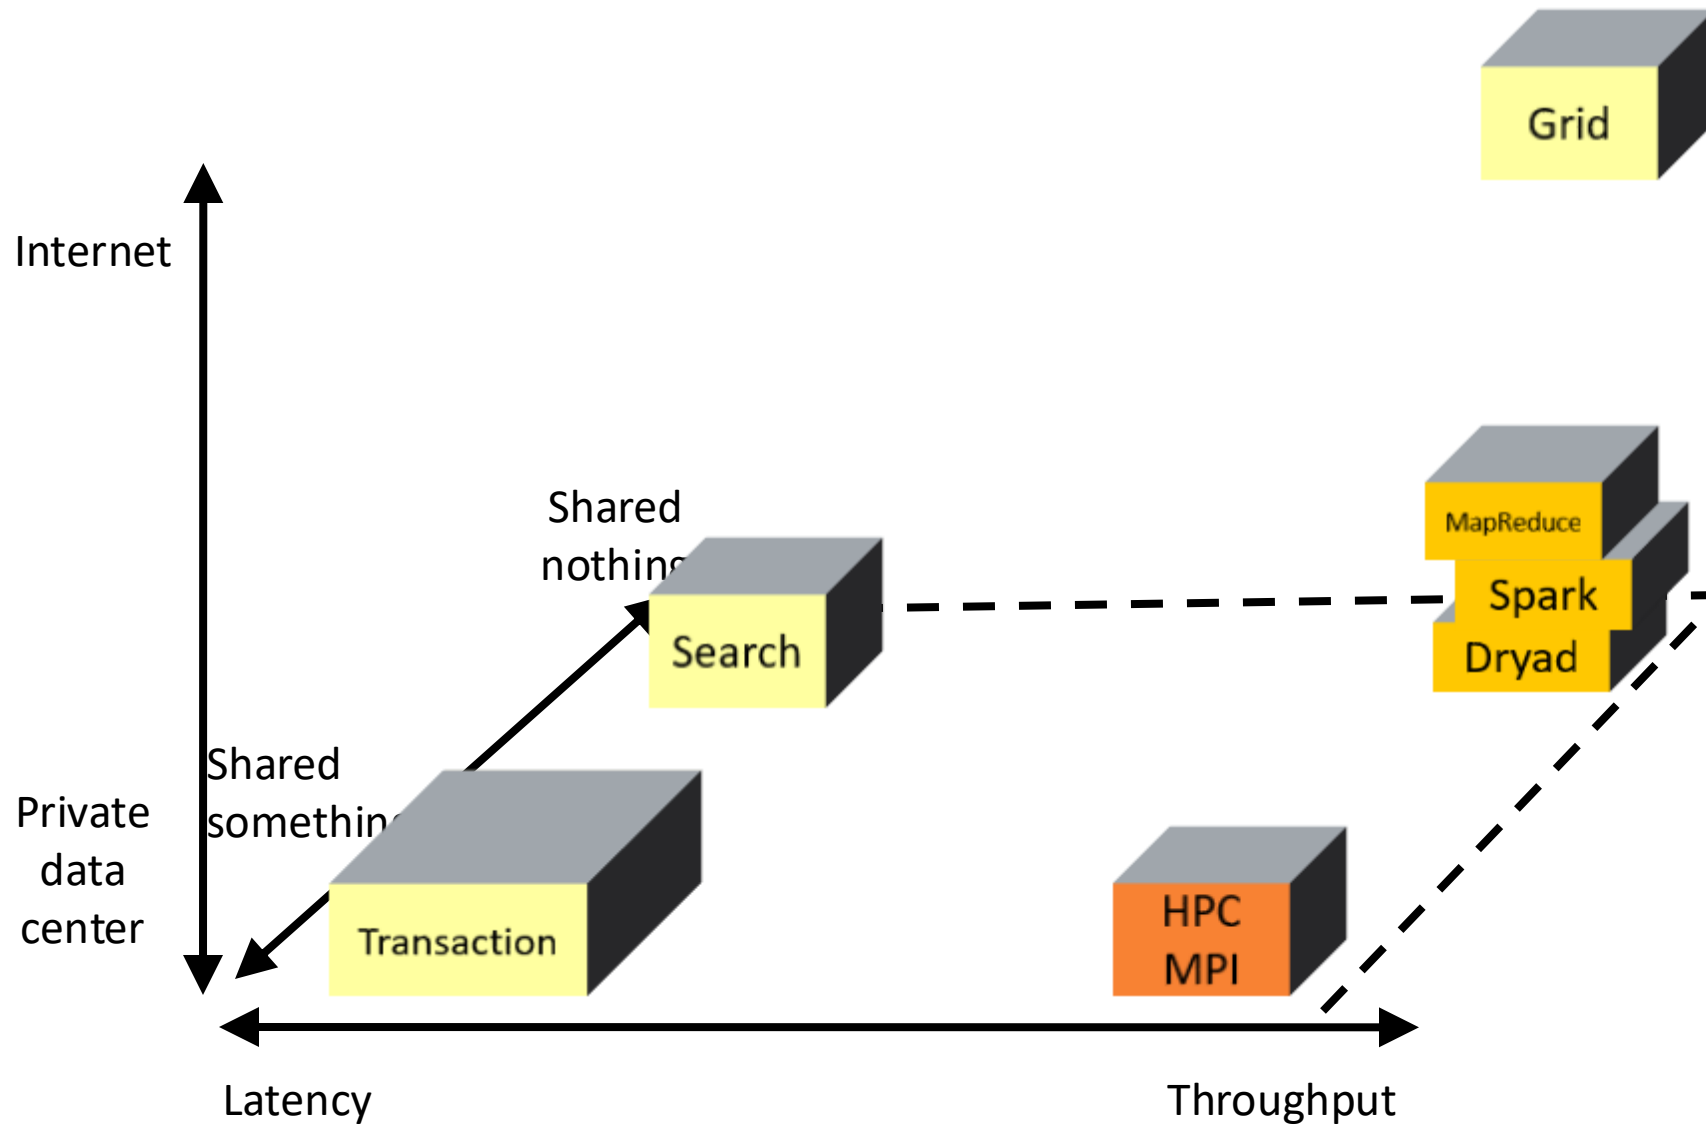 Grid
Internet
Shared
nothing
MapReduce
Spark
Search
Dryad
Shared
something
Private
data
center
Transaction
HPC
MPI
Latency
Throughput